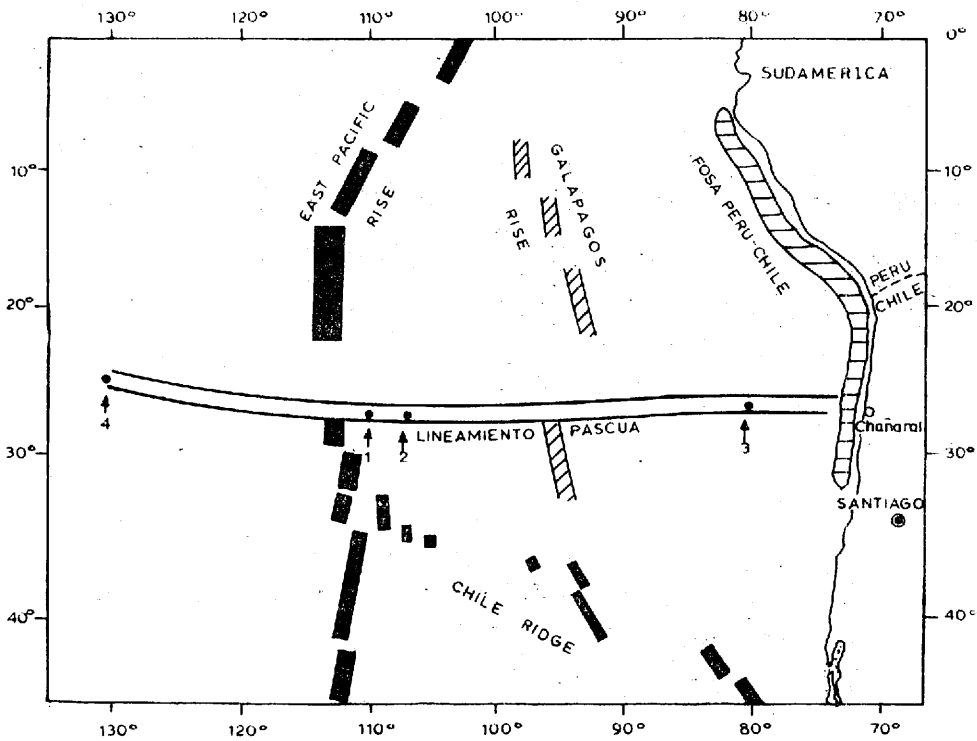 130° 120° 110° 100° 90° 80° 70°
0°
SUDAMERICA
EAST PACIFIC
RISE
GALAPAGOS
RISE
FOSA PERU-CHILE
10° 10°
PERU
CHILE
20° 20°
4
1
2
LINEAMIENTO PASCUA
3
Chañaral
30° 30°
SANTIAGO
CHILE RIDGE
40° 40°
130° 120° 110° 100° 90° 80° 70°